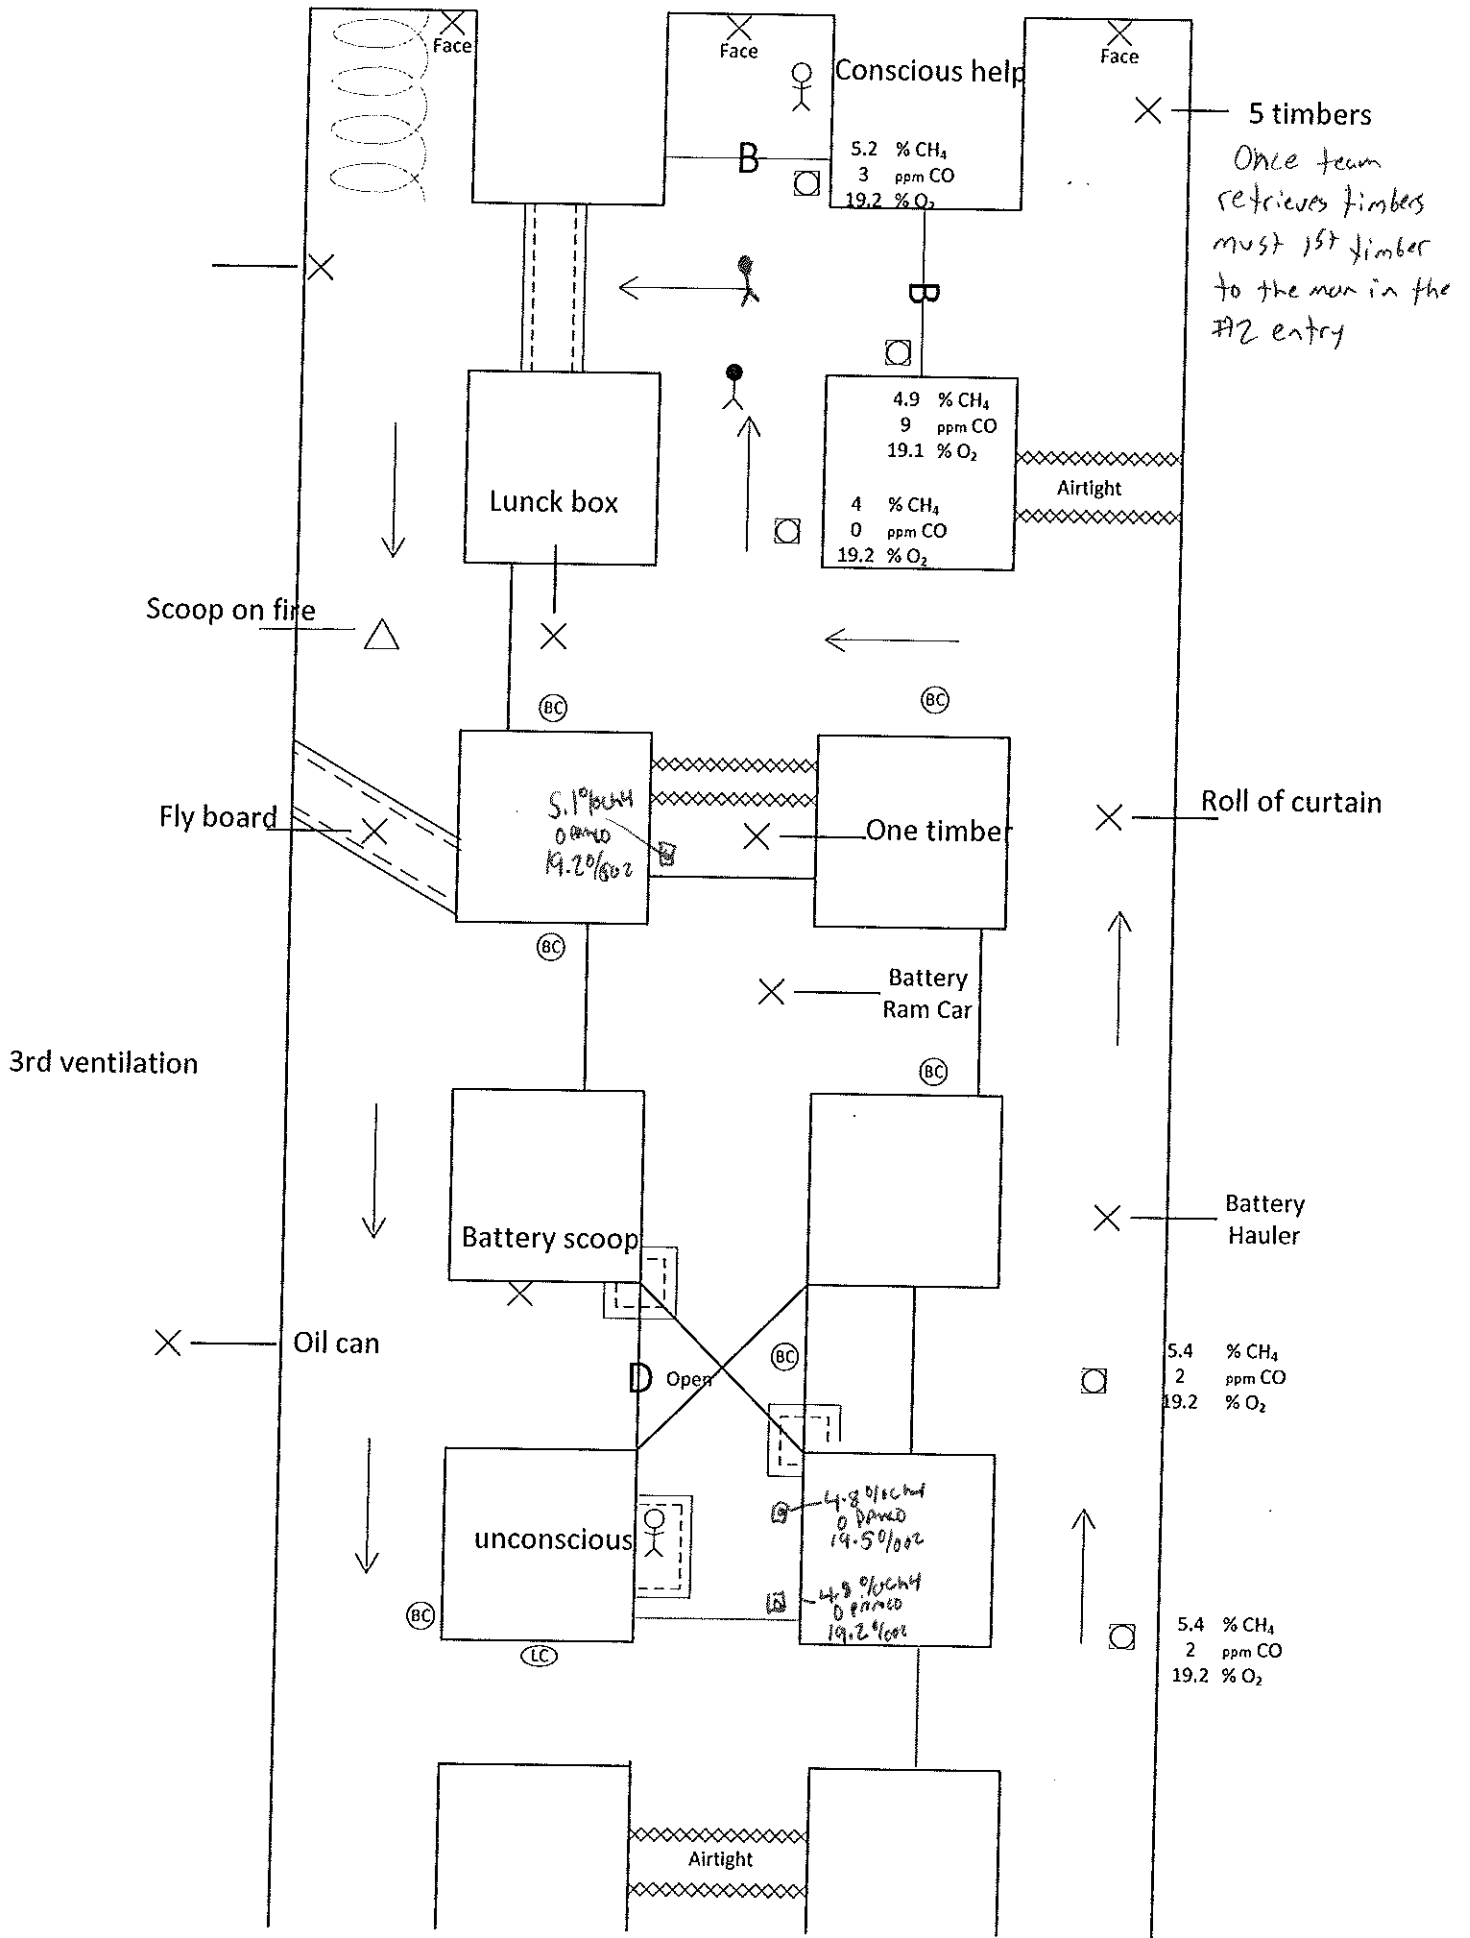 Face
Face
Face
Conscious help
5 timbers
Once team
retrieves timbers
must 1st timber
to the man in the
#2 entry
B
5.2 % CH₄
3 ppm CO
19.2 % O₂
B
4.9 % CH₄
9 ppm CO
19.1 % O₂
Airtight
Lunck box
4 % CH₄
0 ppm CO
19.2 % O₂
Scoop on fire
BC
BC
Fly board
5.1% CH4
0 PPMCO
19.2% O2
One timber
Roll of curtain
BC
Battery
Ram Car
3rd ventilation
BC
Battery scoop
Battery
Hauler
Oil can
D Open
BC
5.4 % CH₄
2 ppm CO
19.2 % O₂
unconscious
4.8% CH4
0 PPMCO
19.5% O2
4.8% CH4
0 PPMCO
19.2% O2
BC
LC
5.4 % CH₄
2 ppm CO
19.2 % O₂
Airtight